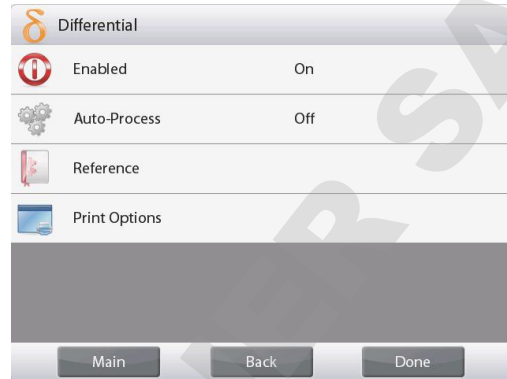 δ Differential
Enabled On
Auto-Process Off
Reference
Print Options
Main Back Done